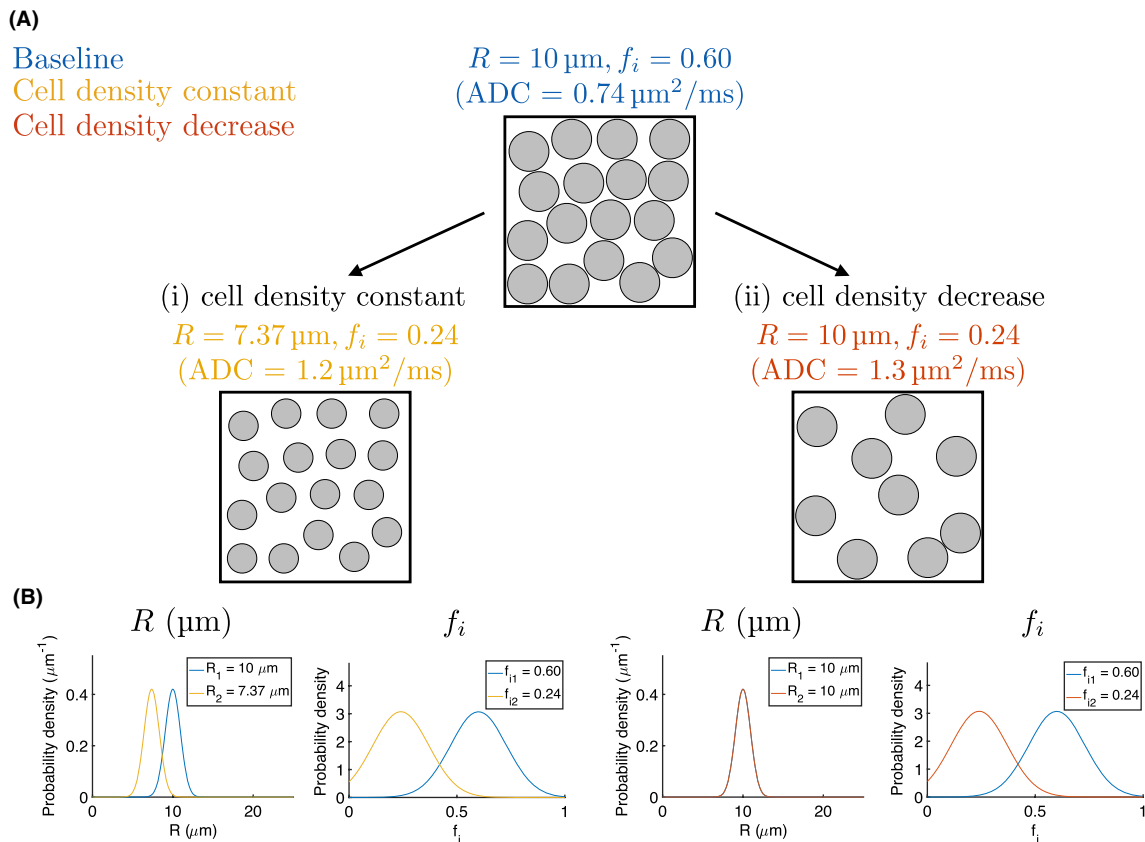 (A)
Baseline
Cell density constant
Cell density decrease
R = 10 µm, f_i = 0.60
(ADC = 0.74 µm²/ms)
(i) cell density constant
R = 7.37 µm, f_i = 0.24
(ADC = 1.2 µm²/ms)
(ii) cell density decrease
R = 10 µm, f_i = 0.24
(ADC = 1.3 µm²/ms)
(B)
R (µm)
Probability density (µm⁻¹)
0.4
0.2
0
0
10
20
R (µm)
R₁ = 10 µm
R₂ = 7.37 µm
f_i
Probability density
4
3
2
1
0
0
0.5
1
f_i
f_i1 = 0.60
f_i2 = 0.24
R (µm)
Probability density (µm⁻¹)
0.4
0.2
0
0
10
20
R (µm)
R₁ = 10 µm
R₂ = 10 µm
f_i
Probability density
4
3
2
1
0
0
0.5
1
f_i
f_i1 = 0.60
f_i2 = 0.24